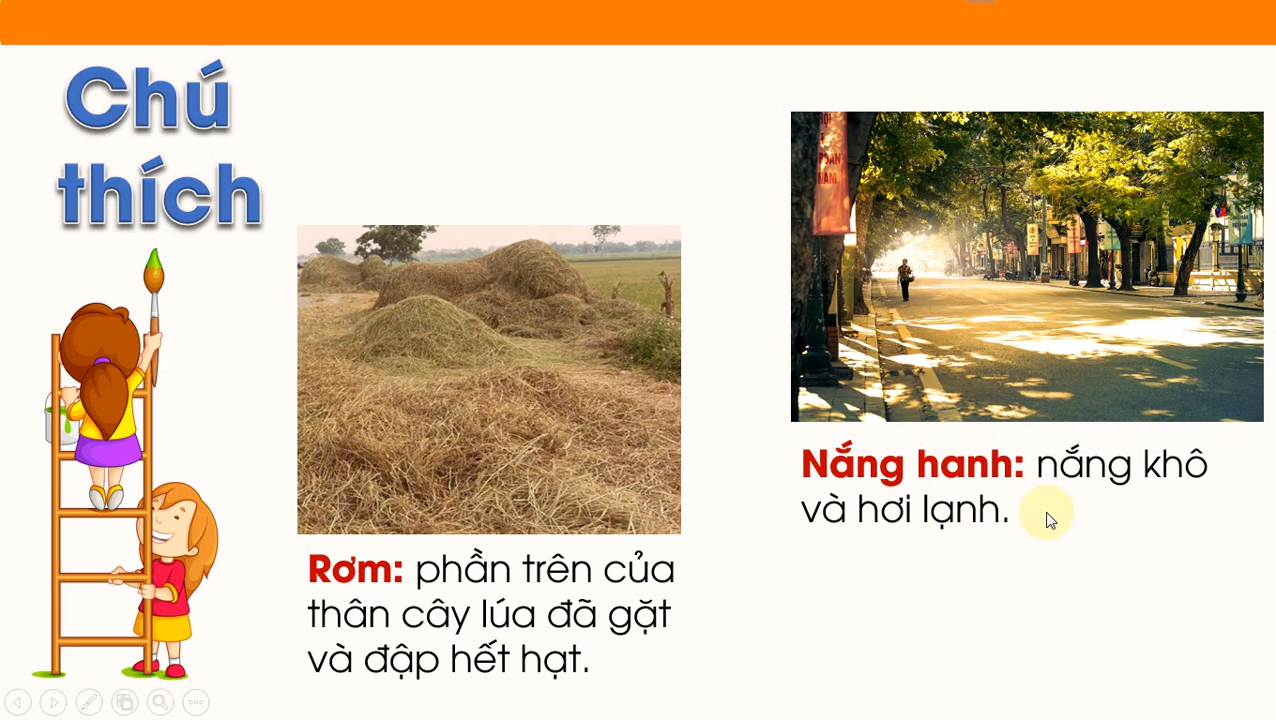 Chú
thích
Rơm: phần trên của
thân cây lúa đã gặt
và đập hết hạt.
Nắng hanh: nắng khô
và hơi lạnh.